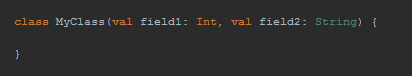 class MyClass(val field1: Int, val field2: String) {
}